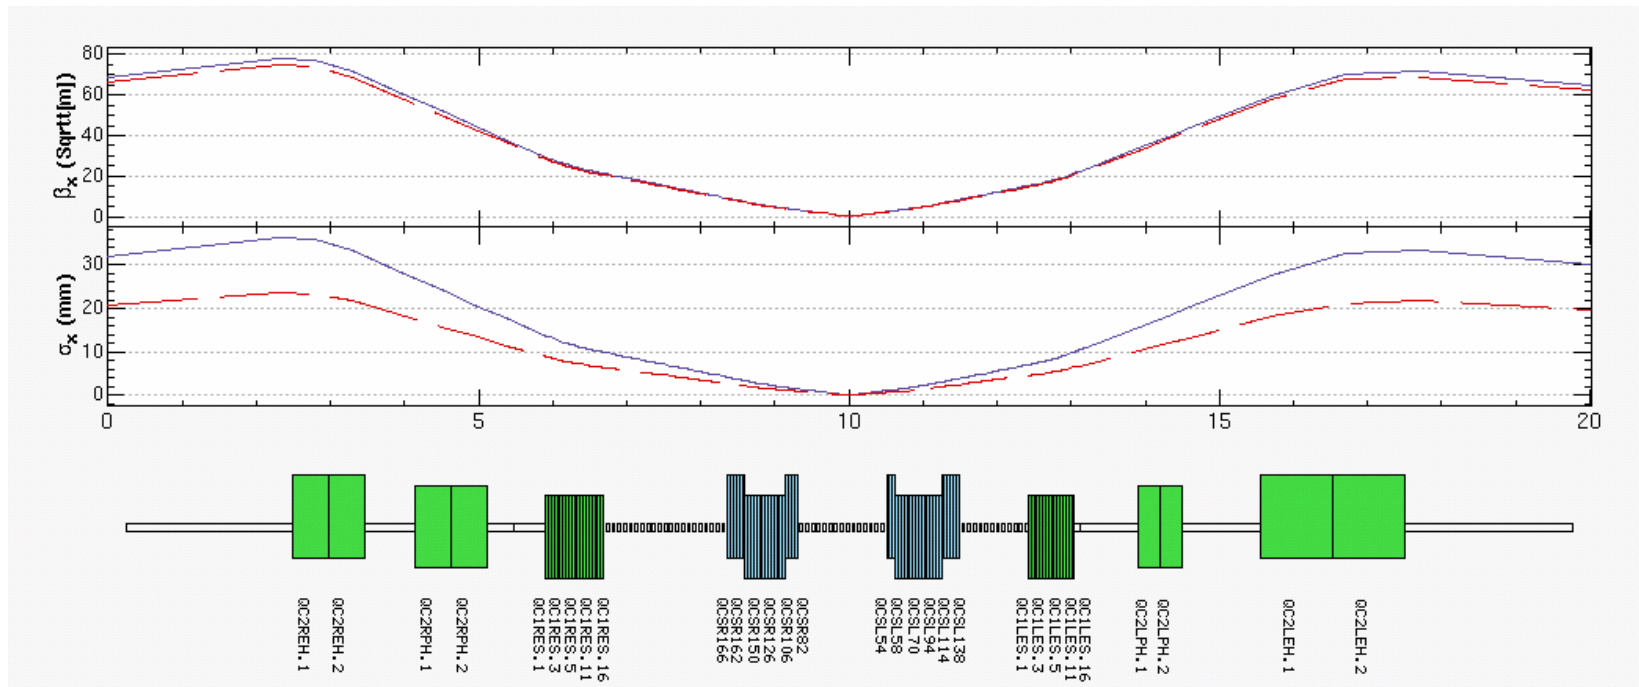 80
60
40
20
0
βx (Sqrtt[m])
30
20
10
0
σx (mm)
0 5 10 15 20
QC2REH.1
QC2REH.2
QC2RPH.1
QC2RPH.2
QC1RES.1
QC1RES.3
QC1RES.5
QC1RES.11
QC1RES.16
QCSR166
QCSR162
QCSR150
QCSR126
QCSR106
QCSR82
QCSL54
QCSL58
QCSL70
QCSL94
QCSL114
QCSL138
QC1LES.1
QC1LES.3
QC1LES.5
QC1LES.11
QC1LES.16
QC2LPH.1
QC2LPH.2
QC2LEH.1
QC2LEH.2